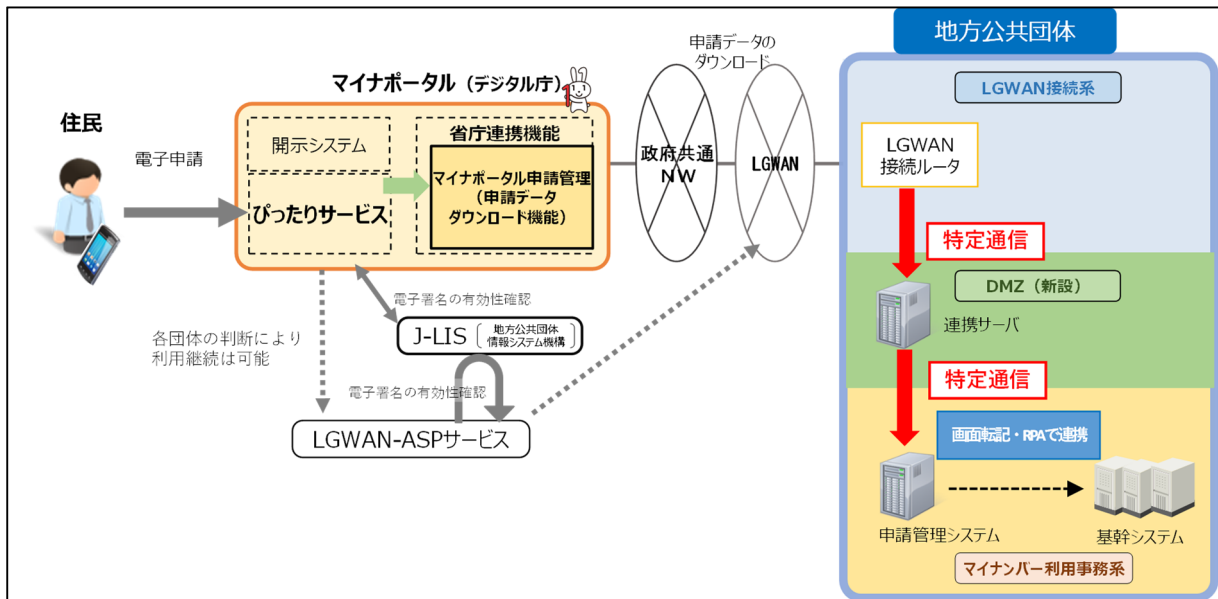 地方公共団体
申請データの
ダウンロード
マイナポータル（デジタル庁）
1
LGWAN接続系
住民
電子申請
開示システム
ぴったりサービス
省庁連携機能
マイナポータル申請管理
（申請データ
ダウンロード機能）
政府共通
NW
LGWAN
LGWAN
接続ルータ
特定通信
DMZ（新設）
連携サーバ
電子署名の有効性確認
J-LIS
地方公共団体
情報システム機構
各団体の判断により
利用継続は可能
電子署名の有効性確認
LGWAN-ASPサービス
特定通信
画面転記・RPAで連携
申請管理システム
基幹システム
マイナンバー利用事務系